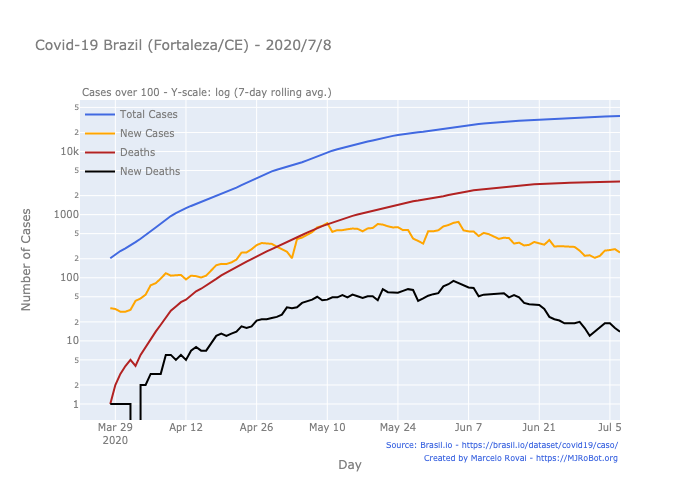 Covid-19 Brazil (Fortaleza/CE) - 2020/7/8
Cases over 100 - Y-scale: log (7-day rolling avg.)
Total Cases
New Cases
Deaths
New Deaths
5
2
10k
5
2
1000
5
2
100
5
2
10
5
2
1
Number of Cases
Mar 29
2020
Apr 12
Apr 26
May 10
May 24
Jun 7
Jun 21
Jul 5
Source: Brasil.io - https://brasil.io/dataset/covid19/caso/
Created by Marcelo Rovai - https://MJRoBot.org
Day